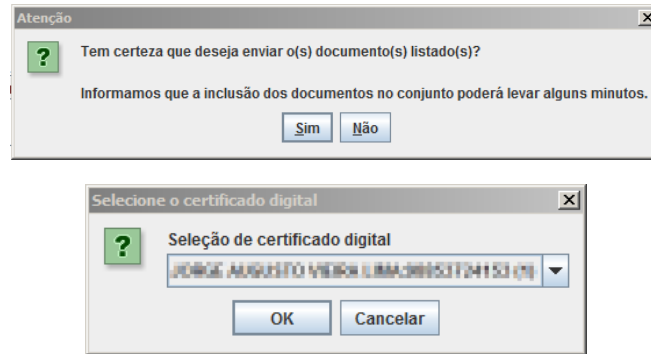 Atenção
Tem certeza que deseja enviar o(s) documento(s) listado(s)?
Informamos que a inclusão dos documentos no conjunto poderá levar alguns minutos.
Sim Não
Selecione o certificado digital
Seleção de certificado digital
OK Cancelar